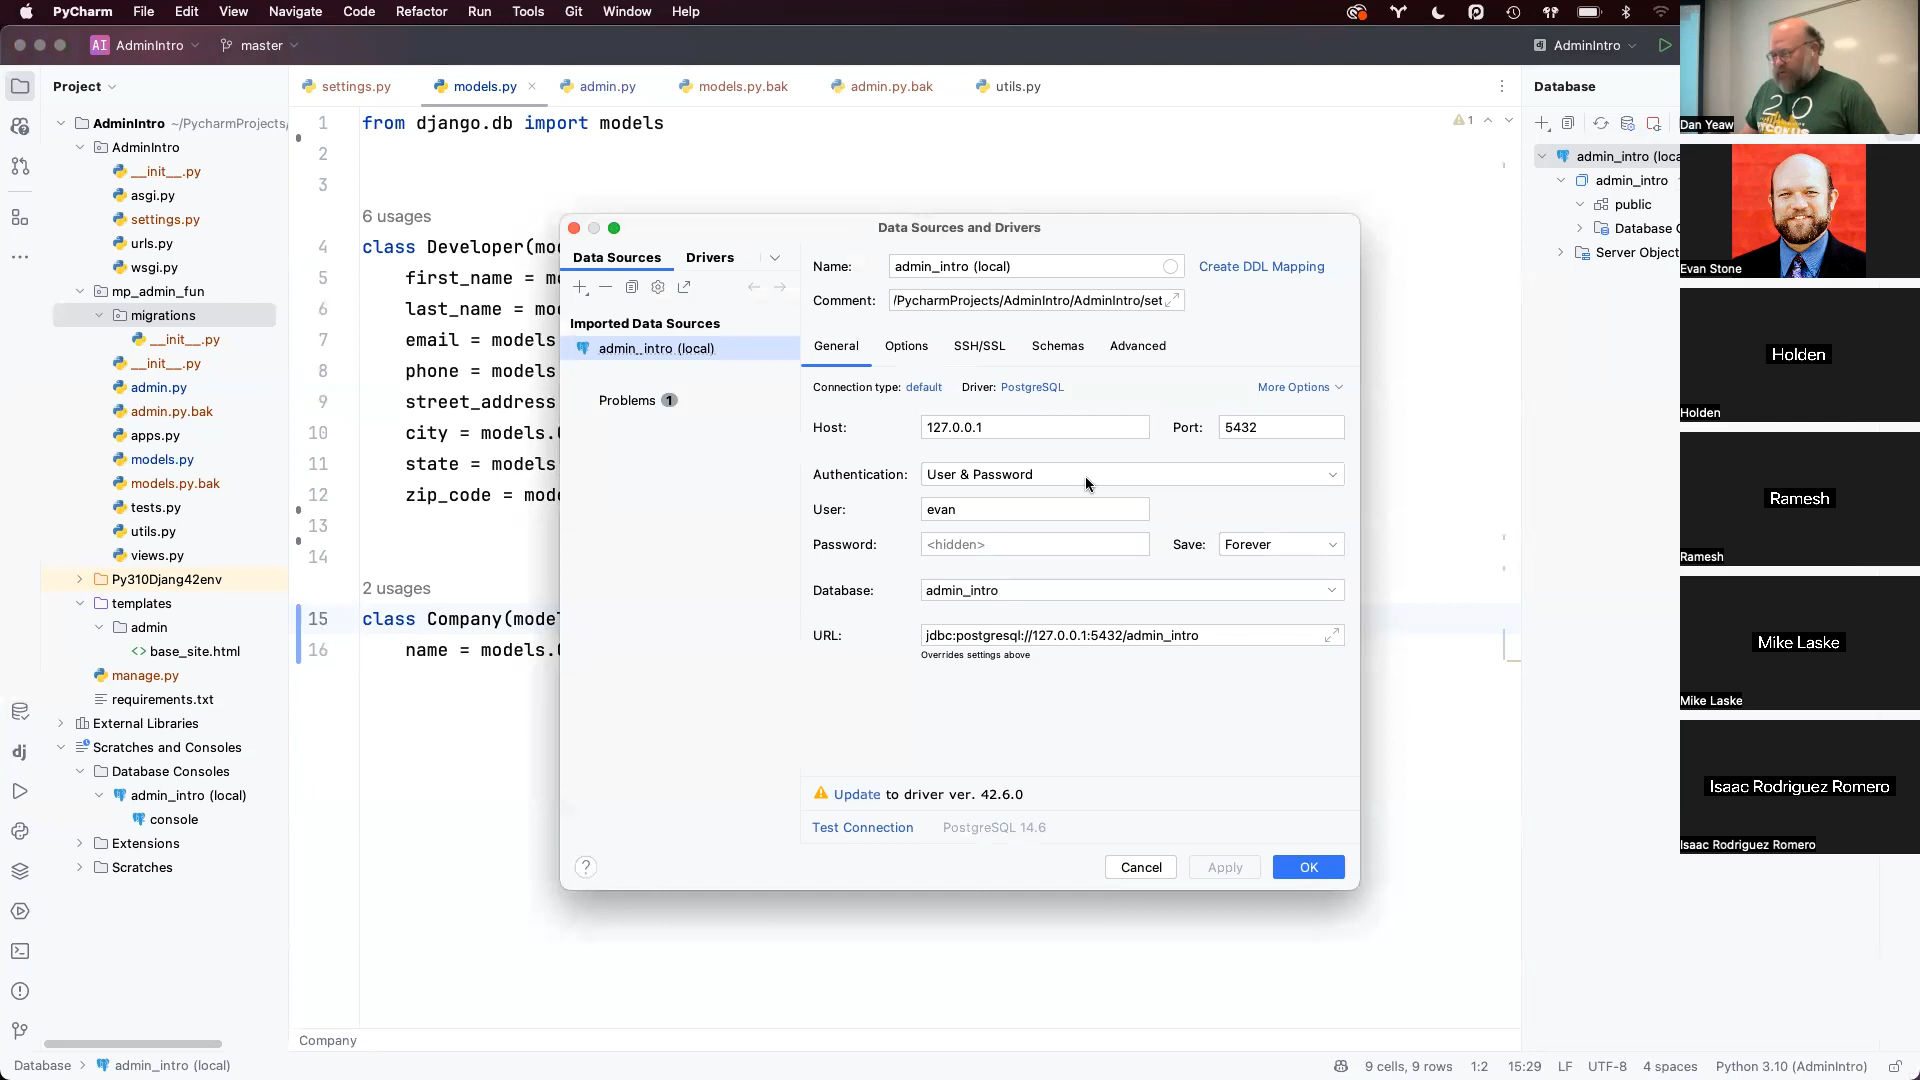 PyCharm File Edit View Navigate Code Refactor Run Tools Git Window Help
AI AdminIntro master
dj AdminIntro
Project
settings.py models.py admin.py models.py.bak admin.py.bak utils.py
Database
AdminIntro ~/PycharmProjects/
AdminIntro
__init__.py
asgi.py
settings.py
urls.py
wsgi.py
mp_admin_fun
migrations
__init__.py
__init__.py
admin.py
admin.py.bak
apps.py
models.py
models.py.bak
tests.py
utils.py
views.py
Py310Djang42env
templates
admin
<> base_site.html
manage.py
requirements.txt
External Libraries
Scratches and Consoles
Database Consoles
admin_intro (local)
console
Extensions
Scratches
dj
1 from django.db import models
2
3
6 usages
4 class Developer(mo
5 first_name = m
6 last_name = mo
7 email = models
8 phone = models
9 street_address
10 city = models.
11 state = models
12 zip_code = mod
13
14
2 usages
15 class Company(mode
16 name = models.
1
Data Sources and Drivers
Data Sources Drivers
Imported Data Sources
admin_intro (local)
Problems 1
Name: admin_intro (local) Create DDL Mapping
Comment: /PycharmProjects/AdminIntro/AdminIntro/set
General Options SSH/SSL Schemas Advanced
Connection type: default Driver: PostgreSQL More Options
Host: 127.0.0.1 Port: 5432
Authentication: User & Password
User: evan
Password: <hidden> Save: Forever
Database: admin_intro
URL: jdbc:postgresql://127.0.0.1:5432/admin_intro
Overrides settings above
Update to driver ver. 42.6.0
Test Connection PostgreSQL 14.6
? Cancel Apply OK
admin_intro (loca
admin_intro
public
Database
Server Object
Dan Yeaw
Evan Stone
Holden
Holden
Ramesh
Ramesh
Mike Laske
Mike Laske
Isaac Rodriguez Romero
Isaac Rodriguez Romero
Company
Database > admin_intro (local)
9 cells, 9 rows 1:2 15:29 LF UTF-8 4 spaces Python 3.10 (AdminIntro)